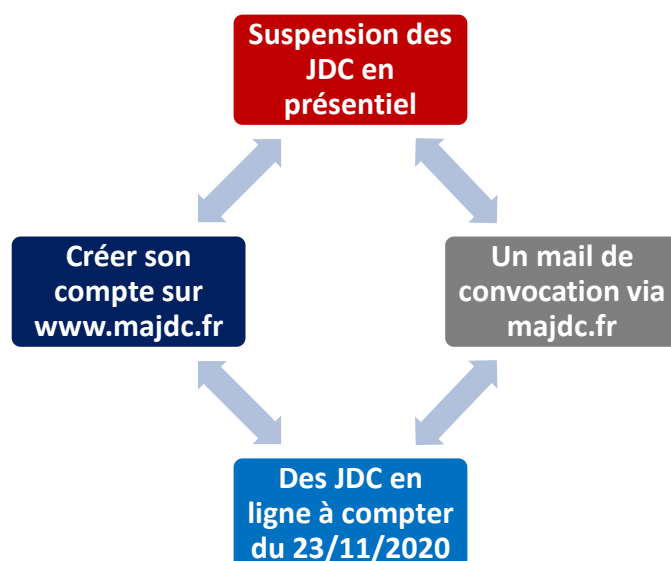 Suspension des
JDC en
présentiel
Créer son
compte sur
www.majdc.fr
Un mail de
convocation via
majdc.fr
Des JDC en
ligne à compter
du 23/11/2020